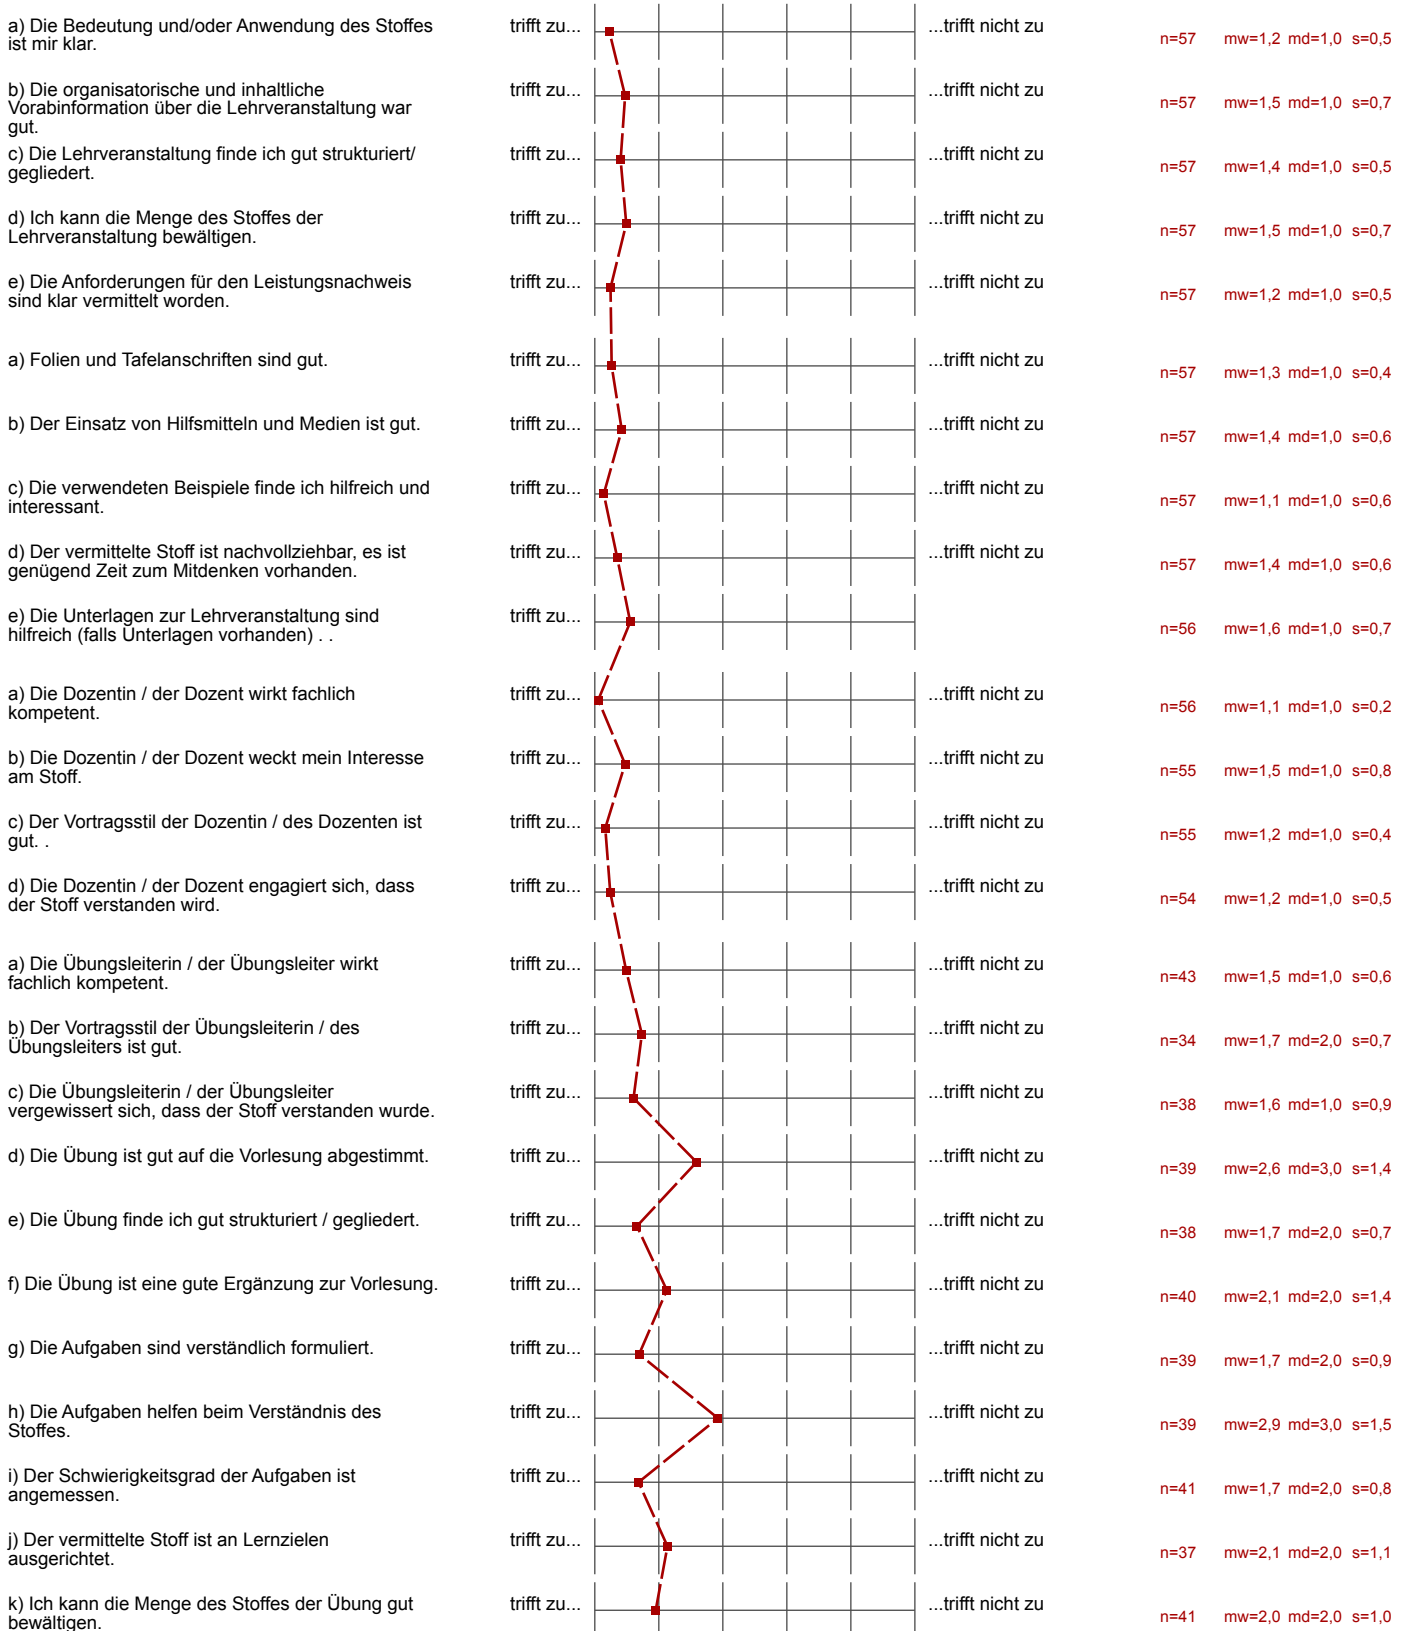 a) Die Bedeutung und/oder Anwendung des Stoffes
ist mir klar.
trifft zu... ...trifft nicht zu
n=57 mw=1,2 md=1,0 s=0,5
b) Die organisatorische und inhaltliche
Vorabinformation über die Lehrveranstaltung war
gut.
trifft zu... ...trifft nicht zu
n=57 mw=1,5 md=1,0 s=0,7
c) Die Lehrveranstaltung finde ich gut strukturiert/
gegliedert.
trifft zu... ...trifft nicht zu
n=57 mw=1,4 md=1,0 s=0,5
d) Ich kann die Menge des Stoffes der
Lehrveranstaltung bewältigen.
trifft zu... ...trifft nicht zu
n=57 mw=1,5 md=1,0 s=0,7
e) Die Anforderungen für den Leistungsnachweis
sind klar vermittelt worden.
trifft zu... ...trifft nicht zu
n=57 mw=1,2 md=1,0 s=0,5
a) Folien und Tafelanschriften sind gut.
trifft zu... ...trifft nicht zu
n=57 mw=1,3 md=1,0 s=0,4
b) Der Einsatz von Hilfsmitteln und Medien ist gut.
trifft zu... ...trifft nicht zu
n=57 mw=1,4 md=1,0 s=0,6
c) Die verwendeten Beispiele finde ich hilfreich und
interessant.
trifft zu... ...trifft nicht zu
n=57 mw=1,1 md=1,0 s=0,6
d) Der vermittelte Stoff ist nachvollziehbar, es ist
genügend Zeit zum Mitdenken vorhanden.
trifft zu... ...trifft nicht zu
n=57 mw=1,4 md=1,0 s=0,6
e) Die Unterlagen zur Lehrveranstaltung sind
hilfreich (falls Unterlagen vorhanden) . .
trifft zu...
n=56 mw=1,6 md=1,0 s=0,7
a) Die Dozentin / der Dozent wirkt fachlich
kompetent.
trifft zu... ...trifft nicht zu
n=56 mw=1,1 md=1,0 s=0,2
b) Die Dozentin / der Dozent weckt mein Interesse
am Stoff.
trifft zu... ...trifft nicht zu
n=55 mw=1,5 md=1,0 s=0,8
c) Der Vortragsstil der Dozentin / des Dozenten ist
gut. .
trifft zu... ...trifft nicht zu
n=55 mw=1,2 md=1,0 s=0,4
d) Die Dozentin / der Dozent engagiert sich, dass
der Stoff verstanden wird.
trifft zu... ...trifft nicht zu
n=54 mw=1,2 md=1,0 s=0,5
a) Die Übungsleiterin / der Übungsleiter wirkt
fachlich kompetent.
trifft zu... ...trifft nicht zu
n=43 mw=1,5 md=1,0 s=0,6
b) Der Vortragsstil der Übungsleiterin / des
Übungsleiters ist gut.
trifft zu... ...trifft nicht zu
n=34 mw=1,7 md=2,0 s=0,7
c) Die Übungsleiterin / der Übungsleiter
vergewissert sich, dass der Stoff verstanden wurde.
trifft zu... ...trifft nicht zu
n=38 mw=1,6 md=1,0 s=0,9
d) Die Übung ist gut auf die Vorlesung abgestimmt.
trifft zu... ...trifft nicht zu
n=39 mw=2,6 md=3,0 s=1,4
e) Die Übung finde ich gut strukturiert / gegliedert.
trifft zu... ...trifft nicht zu
n=38 mw=1,7 md=2,0 s=0,7
f) Die Übung ist eine gute Ergänzung zur Vorlesung.
trifft zu... ...trifft nicht zu
n=40 mw=2,1 md=2,0 s=1,4
g) Die Aufgaben sind verständlich formuliert.
trifft zu... ...trifft nicht zu
n=39 mw=1,7 md=2,0 s=0,9
h) Die Aufgaben helfen beim Verständnis des
Stoffes.
trifft zu... ...trifft nicht zu
n=39 mw=2,9 md=3,0 s=1,5
i) Der Schwierigkeitsgrad der Aufgaben ist
angemessen.
trifft zu... ...trifft nicht zu
n=41 mw=1,7 md=2,0 s=0,8
j) Der vermittelte Stoff ist an Lernzielen
ausgerichtet.
trifft zu... ...trifft nicht zu
n=37 mw=2,1 md=2,0 s=1,1
k) Ich kann die Menge des Stoffes der Übung gut
bewältigen.
trifft zu... ...trifft nicht zu
n=41 mw=2,0 md=2,0 s=1,0